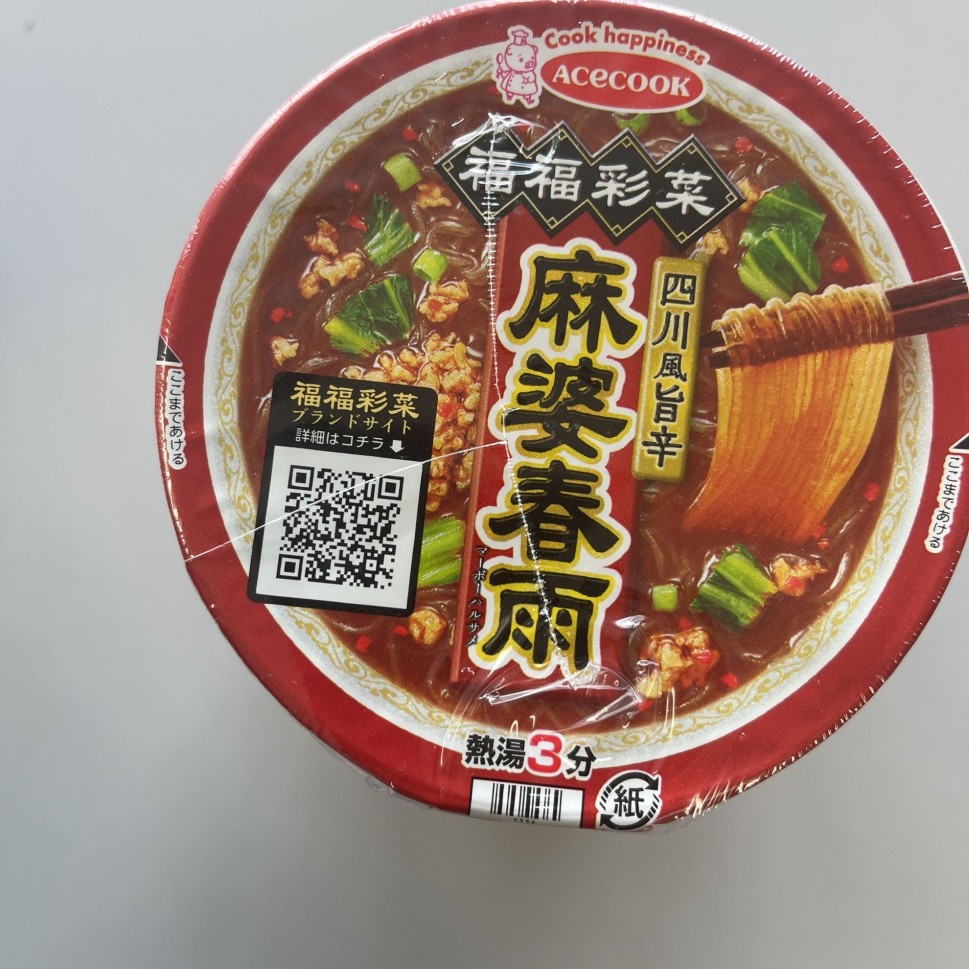 Cook happiness
ACECOOK
福福彩菜
四川風旨辛
麻婆春雨
マーボーハルサメ
福福彩菜
ブランドサイト
詳細はコチラ
ここまであける
ここまであける
熱湯3分
紙